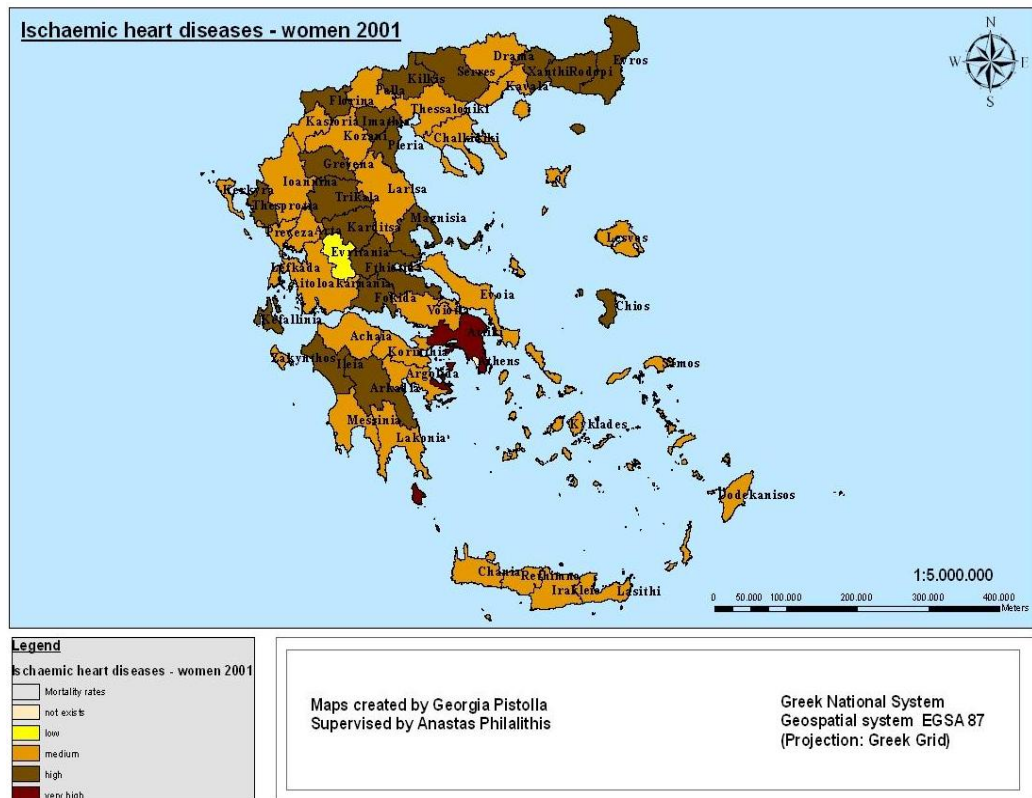 Ischaemic heart diseases - women 2001
N
W E
S
Drama
Evros
Xanthi Rodopi
Serres
Kilkis
Kavala
Pella
Florina
Thessaloniki
Kastoria Imathia
Kozani
Chalkidiki
Pieria
Grevena
Ioannina
Larisa
Kerkyra
Trikala
Thesprotia
Magnisia
Karditsa
Preveza Arta
Lesvos
Evritania
Lefkada
Fthiotida
Aitoloakarnania
Evoia
Fokida
Voiotia
Chios
Kefallinia
Achaia
Attiki
Korinthia
Zakynthos
Ileia
Athens
Samos
Argolida
Arkadia
Messinia
Kyklades
Lakonia
Dodekanisos
Chania
Rethimno
Irakleio
Lasithi
1:5.000.000
0 50.000 100.000 200.000 300.000 400.000
Meters
Legend
Ischaemic heart diseases - women 2001
Mortality rates
not exists
low
medium
high
very high
Maps created by Georgia Pistolla
Supervised by Anastas Philalithis
Greek National System
Geospatial system EGSA 87
(Projection: Greek Grid)